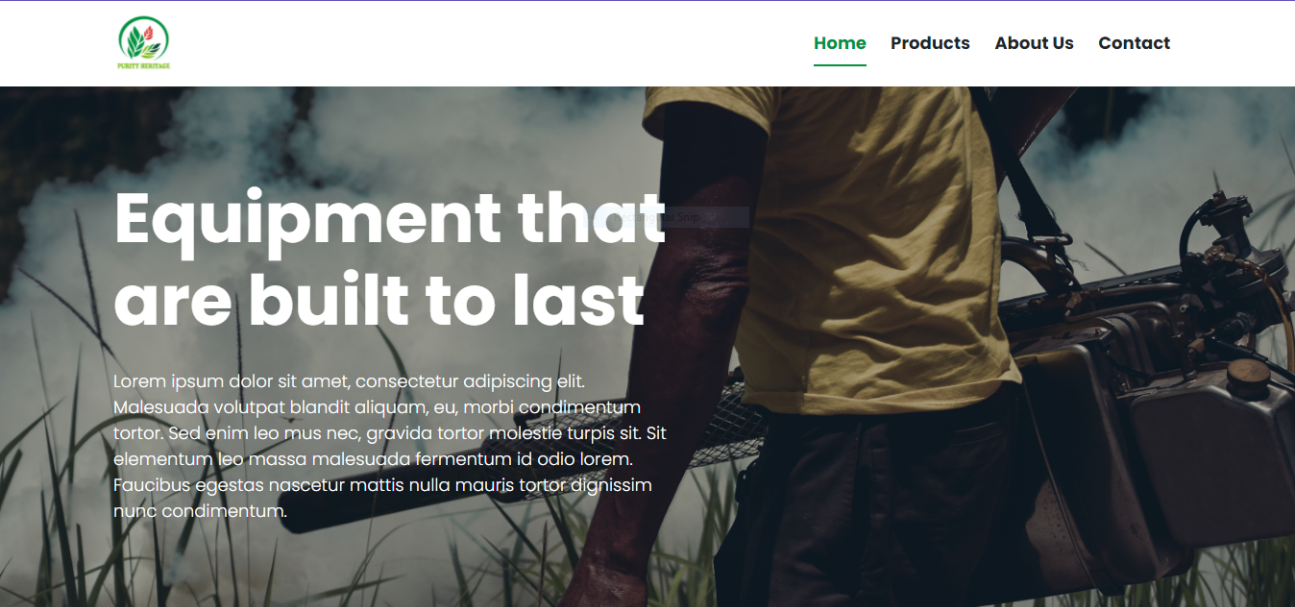 PURITY HERITAGE
Home Products About Us Contact
Equipment that
are built to last
Lorem ipsum dolor sit amet, consectetur adipiscing elit.
Malesuada volutpat blandit aliquam, eu, morbi condimentum
tortor. Sed enim leo mus nec, gravida tortor molestie turpis sit. Sit
elementum leo massa malesuada fermentum id odio lorem.
Faucibus egestas nascetur mattis nulla mauris tortor dignissim
nunc condimentum.